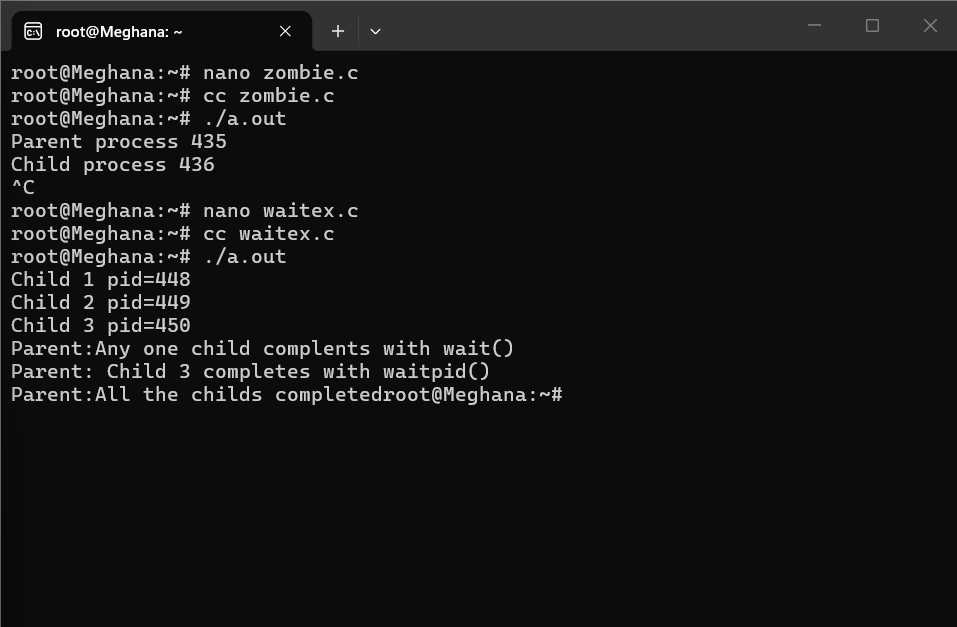 root@Meghana: ~
root@Meghana:~# nano zombie.c
root@Meghana:~# cc zombie.c
root@Meghana:~# ./a.out
Parent process 435
Child process 436
^C
root@Meghana:~# nano waitex.c
root@Meghana:~# cc waitex.c
root@Meghana:~# ./a.out
Child 1 pid=448
Child 2 pid=449
Child 3 pid=450
Parent:Any one child complents with wait()
Parent: Child 3 completes with waitpid()
Parent:All the childs completedroot@Meghana:~#